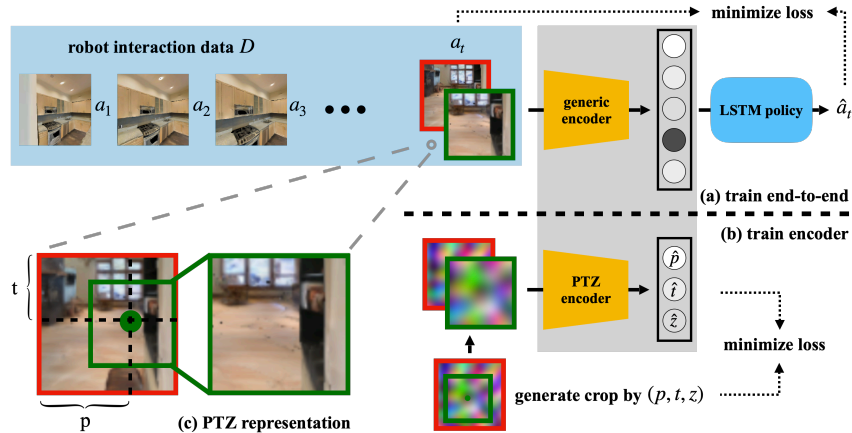 minimize loss
robot interaction data D
a_t
a_1
a_2
a_3
generic
encoder
LSTM policy
â_t
(a) train end-to-end
(b) train encoder
t
p
(c) PTZ representation
PTZ
encoder
p̂
t̂
ẑ
minimize loss
generate crop by (p, t, z)